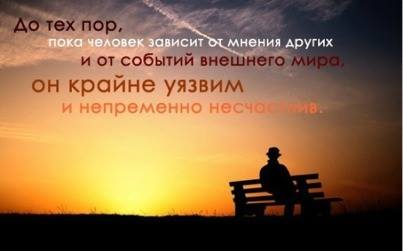 До тех пор,
пока человек зависит от мнения других
и от событий внешнего мира,
он крайне уязвим
и непременно несчастлив.